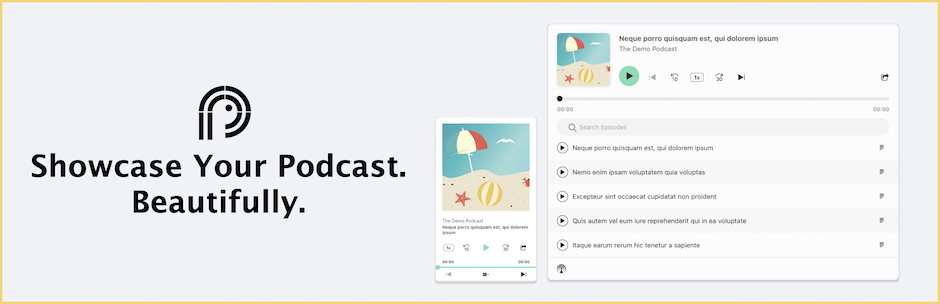 Showcase Your Podcast.
Beautifully.
The Demo Podcast
Neque porro quisquam est, qui dolorem
ipsum
1x
10
30
00:00
00:00
Neque porro quisquam est, qui dolorem ipsum
The Demo Podcast
10
1x
30
00:00
00:00
Search Episodes
Neque porro quisquam est, qui dolorem ipsum
Nemo enim ipsam voluptatem quia voluptas
Excepteur sint occaecat cupidatat non proident
Quis autem vel eum iure reprehenderit qui in ea voluptate
Itaque earum rerum hic tenetur a sapiente